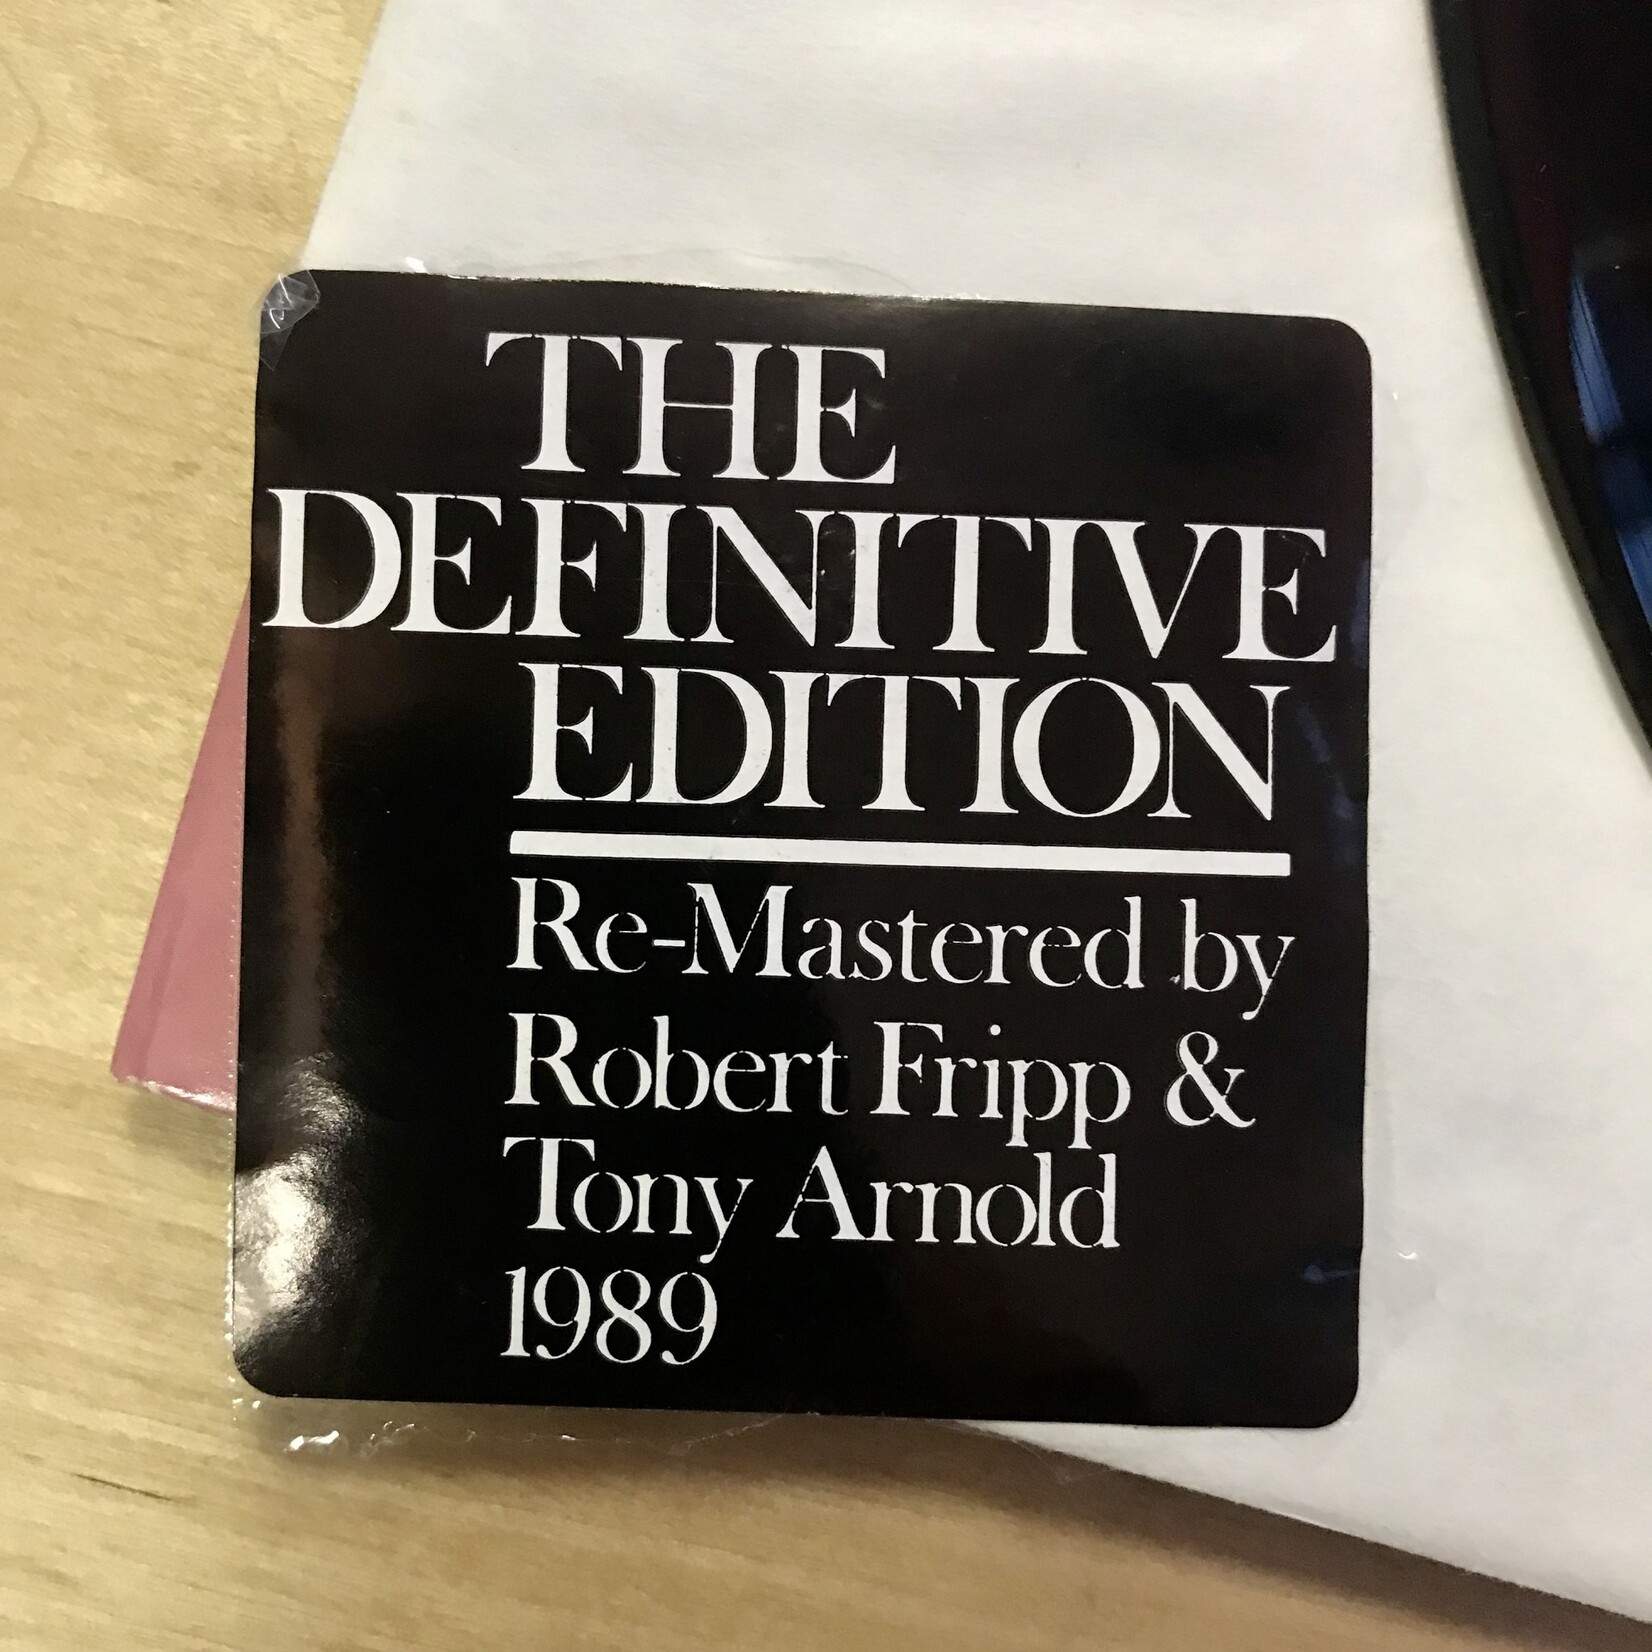 THE
DEFINITIVE
EDITION
Re-Mastered by
Robert Fripp &
Tony Arnold
1989